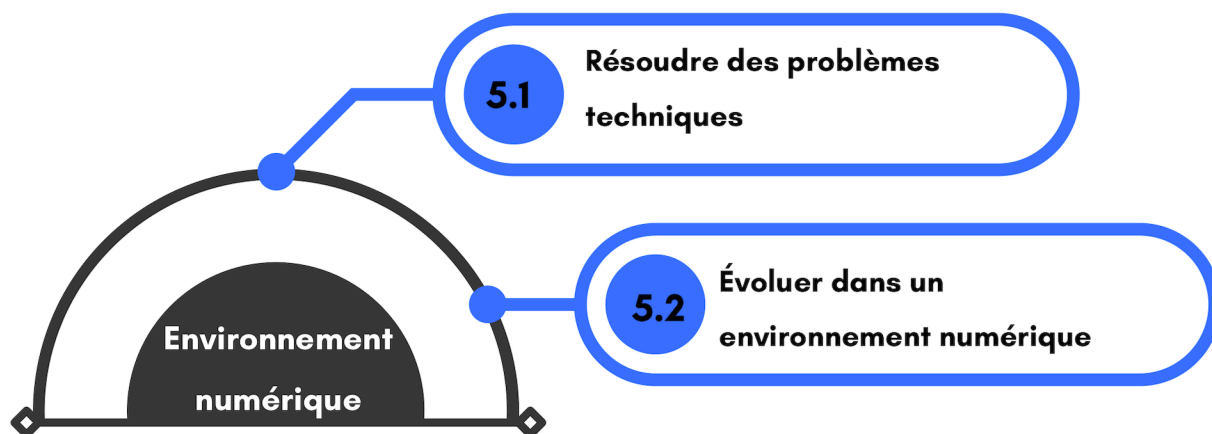 5.1
Résoudre des problèmes
techniques
5.2
Évoluer dans un
environnement numérique
Environnement
numérique